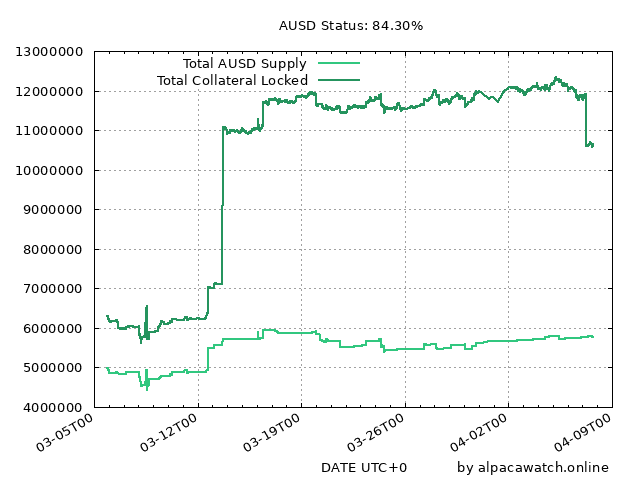 AUSD Status: 84.30%
Total AUSD Supply
Total Collateral Locked
13000000
12000000
11000000
10000000
9000000
8000000
7000000
6000000
5000000
4000000
03-05T00
03-12T00
03-19T00
03-26T00
04-02T00
04-09T00
DATE UTC+0
by alpacawatch.online